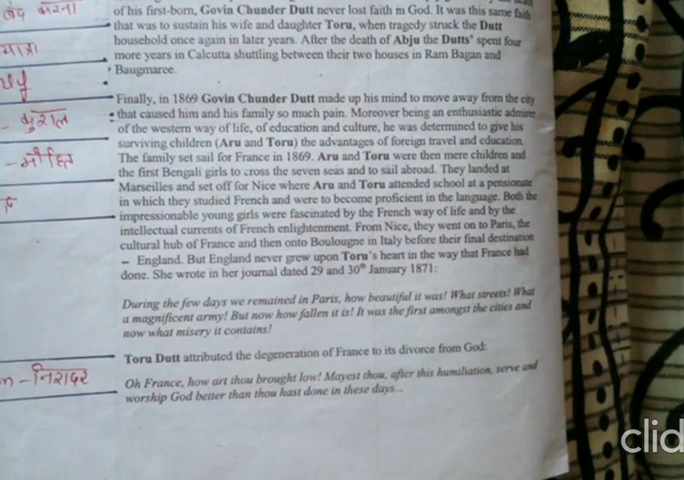 of his first-born, Govin Chunder Dutt never lost faith in God. It was this same faith
that was to sustain his wife and daughter Toru, when tragedy struck the Dutt
household once again in later years. After the death of Abju the Dutts' spent four
more years in Calcutta shuttling between their two houses in Ram Bagan and
Baugmaree.
Finally, in 1869 Govin Chunder Dutt made up his mind to move away from the city
that caused him and his family so much pain. Moreover being an enthusiastic admirer
of the western way of life, of education and culture, he was determined to give his
surviving children (Aru and Toru) the advantages of foreign travel and education.
The family set sail for France in 1869. Aru and Toru were then mere children and
the first Bengali girls to cross the seven seas and to sail abroad. They landed at
Marseilles and set off for Nice where Aru and Toru attended school at a pensionate
in which they studied French and were to become proficient in the language. Both the
impressionable young girls were fascinated by the French way of life and by the
intellectual currents of French enlightenment. From Nice, they went on to Paris, the
cultural hub of France and then onto Boulougne in Italy before their final destination
– England. But England never grew upon Toru's heart in the way that France had
done. She wrote in her journal dated 29 and 30th January 1871:
During the few days we remained in Paris, how beautiful it was! What streets! What
a magnificent army! But now how fallen it is! It was the first amongst the cities and
now what misery it contains!
Toru Dutt attributed the degeneration of France to its divorce from God:
Oh France, how art thou brought low! Mayest thou, after this humiliation, serve and
worship God better than thou hast done in these days...
करना
- मोहित
- निरादर
clid